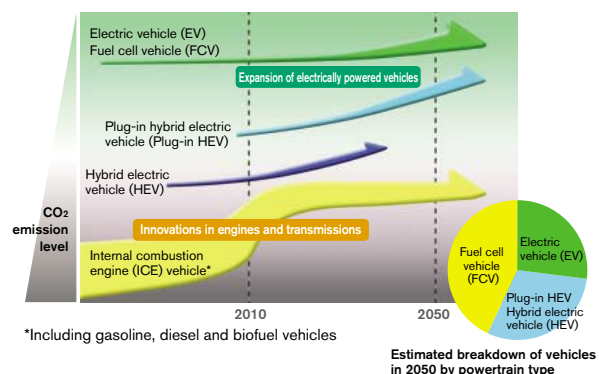 Electric vehicle (EV)
Fuel cell vehicle (FCV)
Expansion of electrically powered vehicles
Plug-in hybrid electric
vehicle (Plug-in HEV)
Hybrid electric
vehicle (HEV)
CO2
emission
level
Innovations in engines and transmissions
Internal combustion
engine (ICE) vehicle*
2010
2050
*Including gasoline, diesel and biofuel vehicles
Fuel cell
vehicle
(FCV)
Electric
vehicle (EV)
Plug-in HEV
Hybrid electric
vehicle (HEV)
Estimated breakdown of vehicles
in 2050 by powertrain type